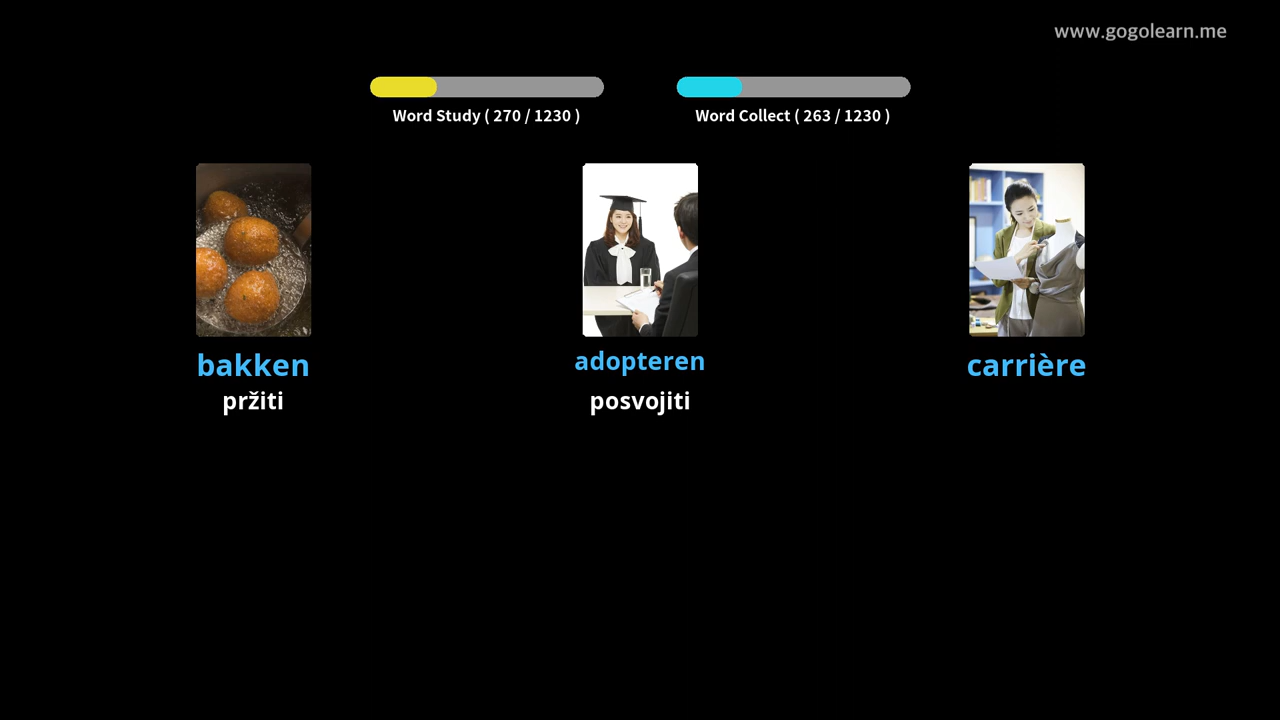 www.gogolearn.me
Word Study ( 270 / 1230 )
Word Collect ( 263 / 1230 )
bakken
adopteren
carrière
pržiti
posvojiti